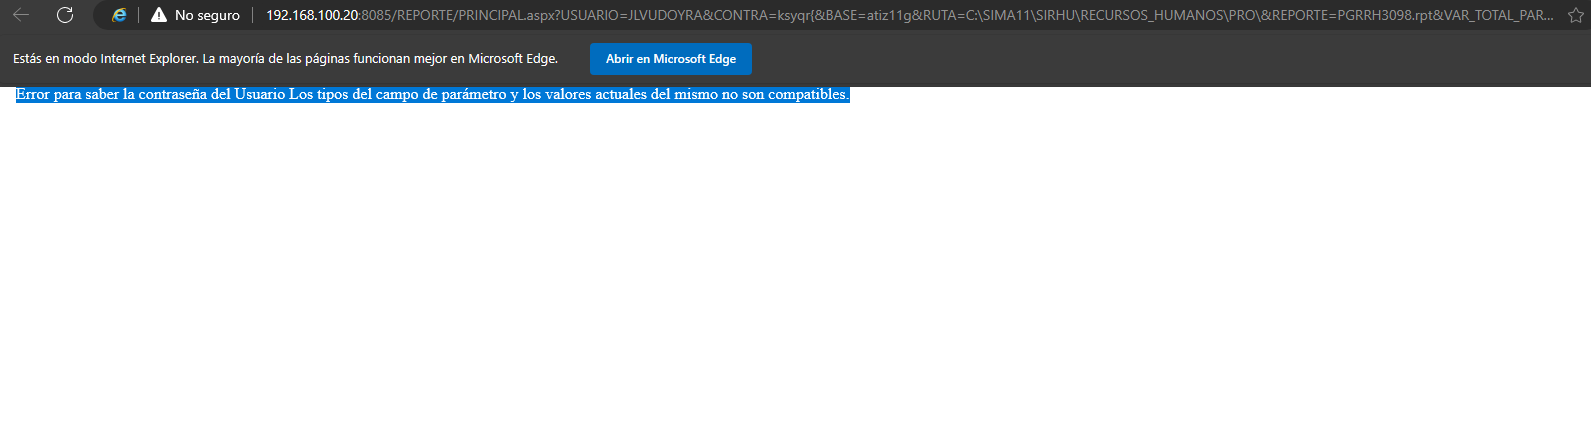 No seguro
192.168.100.20:8085/REPORTE/PRINCIPAL.aspx?USUARIO=JLVUDOYRA&CONTRA=ksyqr{&BASE=atiz11g&RUTA=C:\SIMA11\SIRHU\RECURSOS_HUMANOS\PRO\&REPORTE=PGRRH3098.rpt&VAR_TOTAL_PAR...
Estás en modo Internet Explorer. La mayoría de las páginas funcionan mejor en Microsoft Edge.
Abrir en Microsoft Edge
Error para saber la contraseña del Usuario Los tipos del campo de parámetro y los valores actuales del mismo no son compatibles.